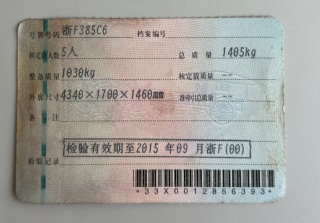 号牌号码 浙F385C6 档案编号
核定载人数 5人 总质量 1405kg
整备质量 1030kg 核定载质量 --
外廓尺寸 4340×1700×1460mm 准牵引总质量 --
备注
检验有效期至2015 年09 月浙F(00)
检验记录
*33X0012856393*